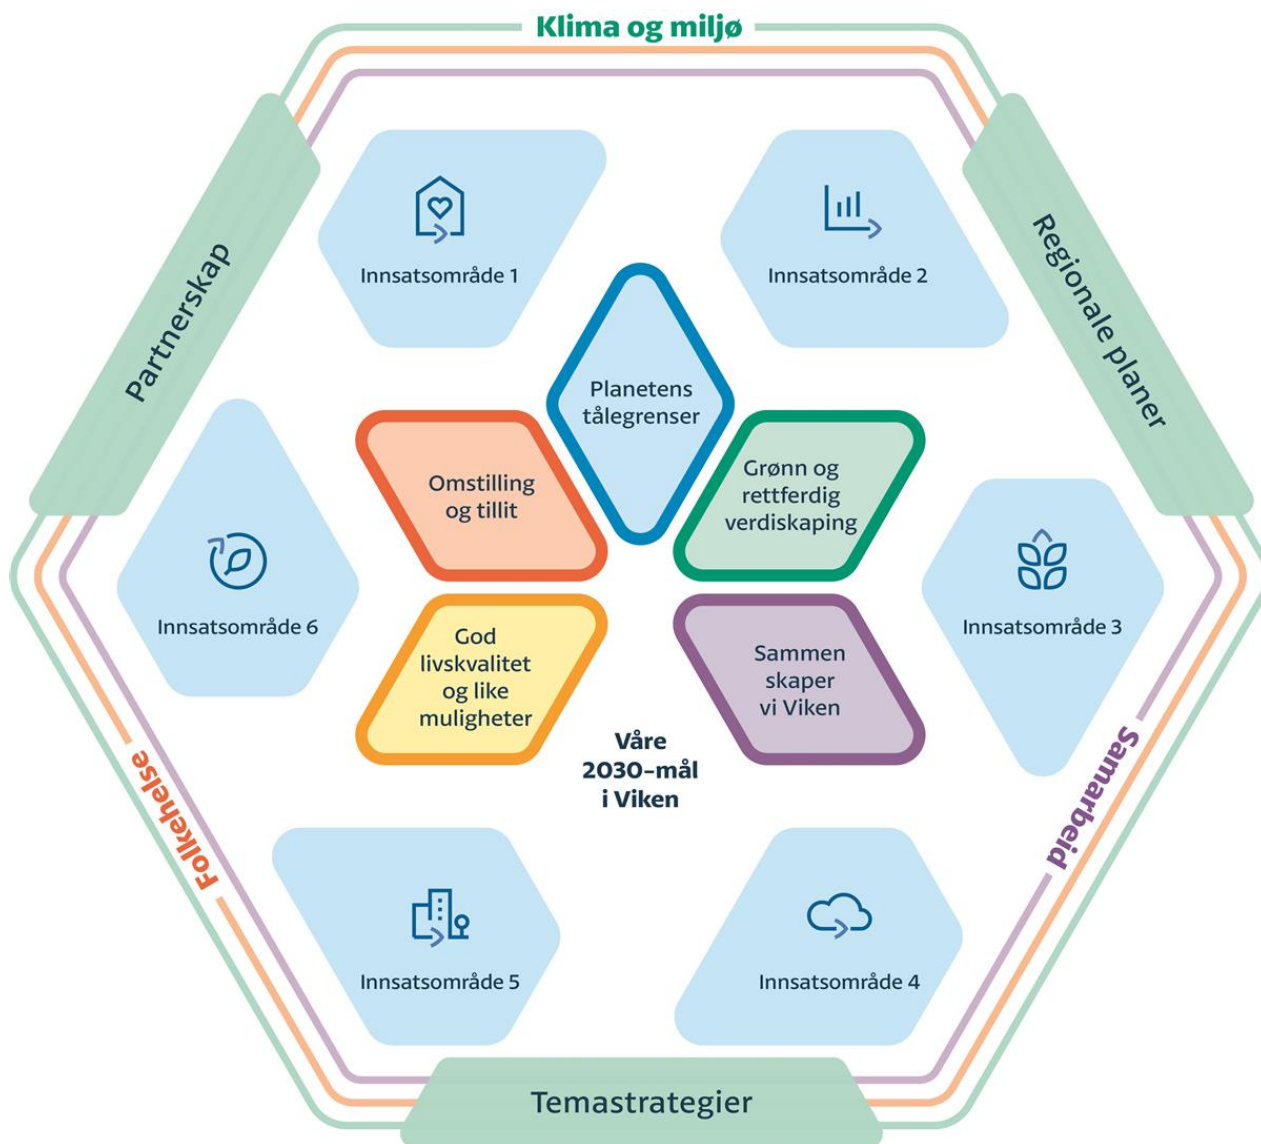 Klima og miljø
Partnerskap
Regionale planer
Innsatsområde 1
Innsatsområde 2
Planetens
tålegrenser
Omstilling
og tillit
Grønn og
rettferdig
verdiskaping
Innsatsområde 6
Innsatsområde 3
God
livskvalitet
og like
muligheter
Sammen
skaper
vi Viken
Våre
2030-mål
i Viken
Folkehelse
Samarbeid
Innsatsområde 5
Innsatsområde 4
Temastrategier